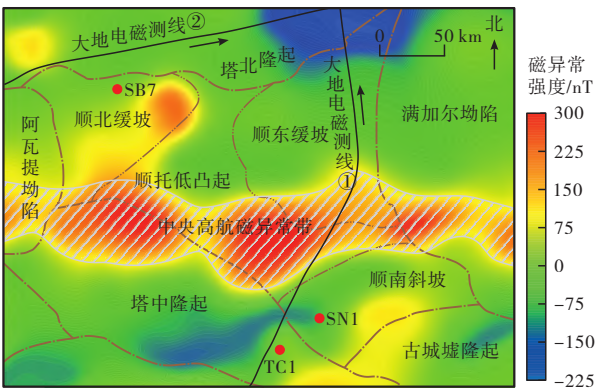 大地电磁测线②
塔北隆起
北
0 50 km
SB7
大地电磁测线①
顺北缓坡
顺东缓坡
满加尔坳陷
阿瓦提坳陷
顺托低凸起
中央高航磁异常带
顺南斜坡
塔中隆起
SN1
TC1
古城墟隆起
磁异常
强度/nT
300
225
150
75
0
-75
-150
-225